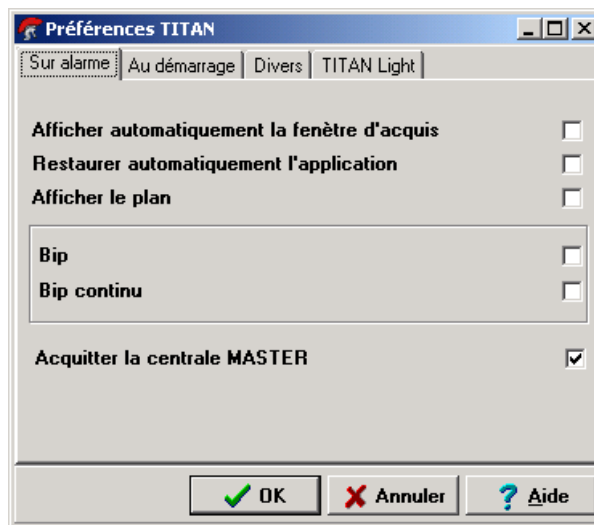 Préférences TITAN
Sur alarme Au démarrage Divers TITAN Light
Afficher automatiquement la fenètre d'acquis
Restaurer automatiquement l'application
Afficher le plan
Bip
Bip continu
Acquitter la centrale MASTER
OK Annuler ? Aide